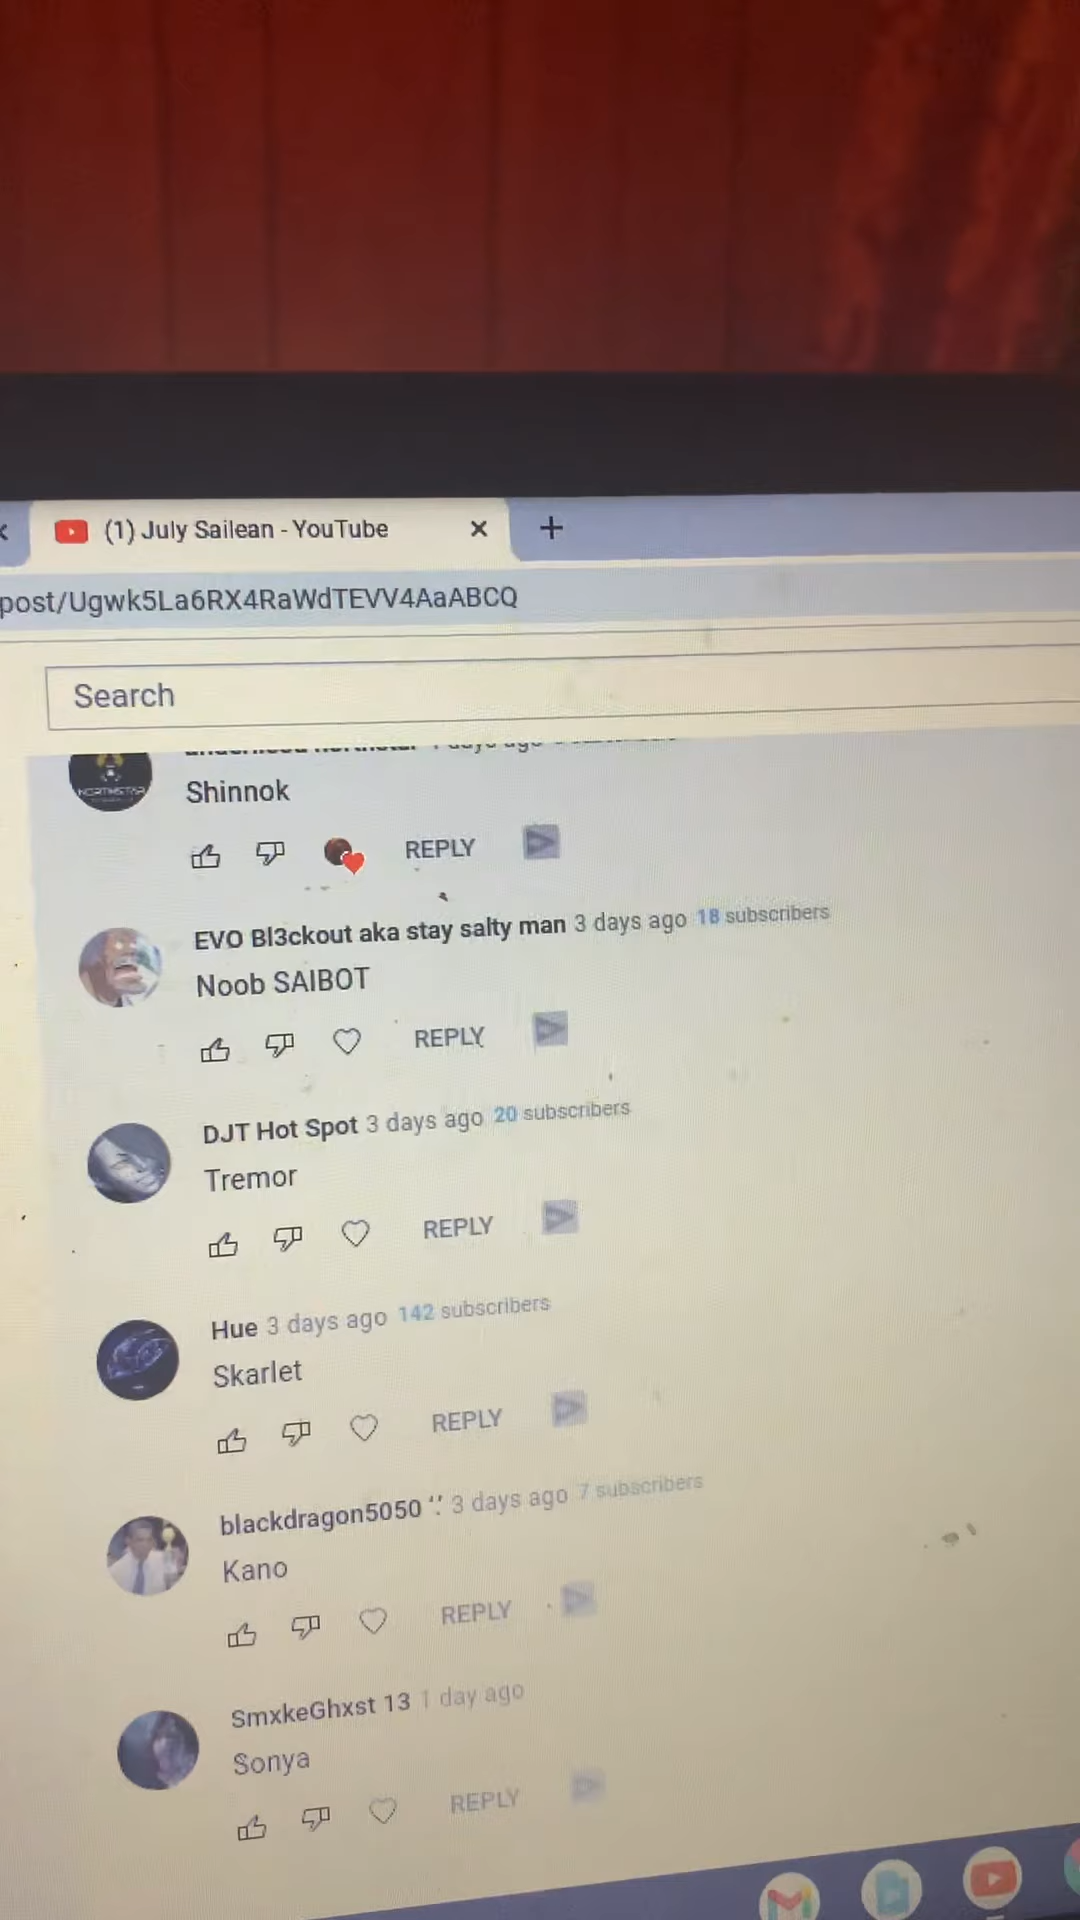 (1) July Sailean - YouTube
post/Ugwk5La6RX4RaWdTEVV4AaABCQ
Search
NORTHSTAR
Shinnok
REPLY
EVO Bl3ckout aka stay salty man 3 days ago 18 subscribers
Noob SAIBOT
REPLY
DJT Hot Spot 3 days ago 20 subscribers
Tremor
REPLY
Hue 3 days ago 142 subscribers
Skarlet
REPLY
blackdragon5050 3 days ago 7 subscribers
Kano
REPLY
SmxkeGhxst 13 1 day ago
Sonya
REPLY